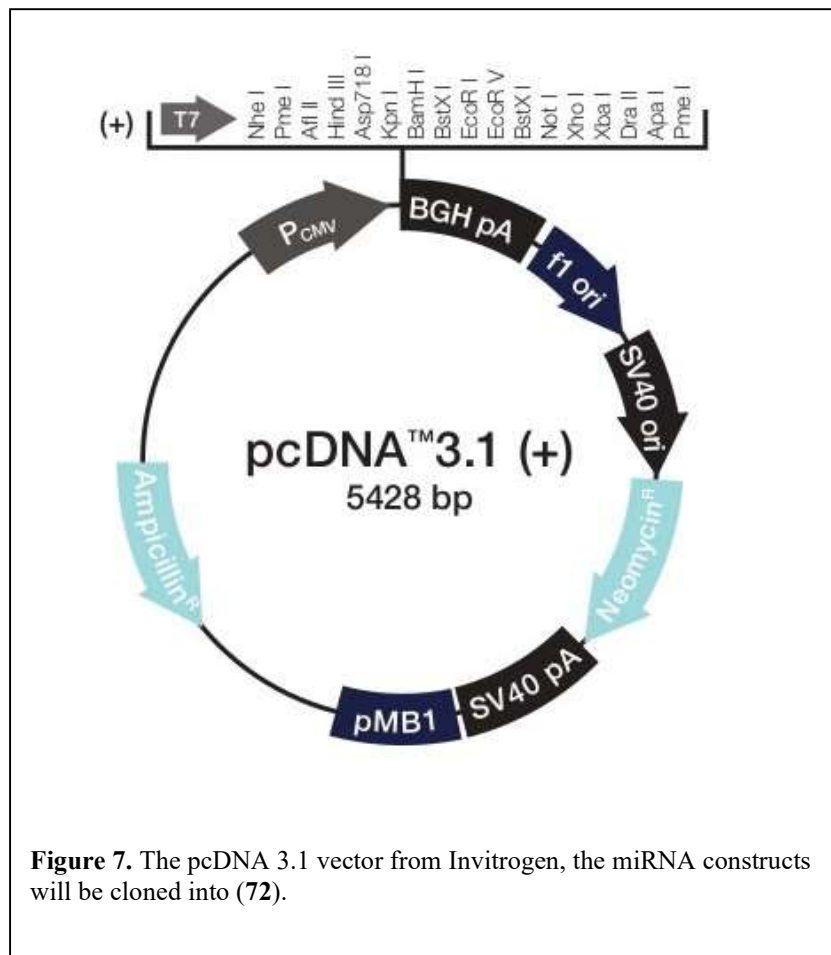 (+)
T7
Nhe I
Pme I
Afl II
Hind III
Asp718 I
Kpn I
BamH I
BstX I
EcoR I
EcoR V
BstX I
Not I
Xho I
Xba I
Dra II
Apa I
Pme I
PCMV
BGH pA
f1 ori
SV40 ori
NeomycinR
SV40 pA
pMB1
AmpicillinR
pcDNA™3.1 (+)
5428 bp
Figure 7. The pcDNA 3.1 vector from Invitrogen, the miRNA constructs
will be cloned into (72).